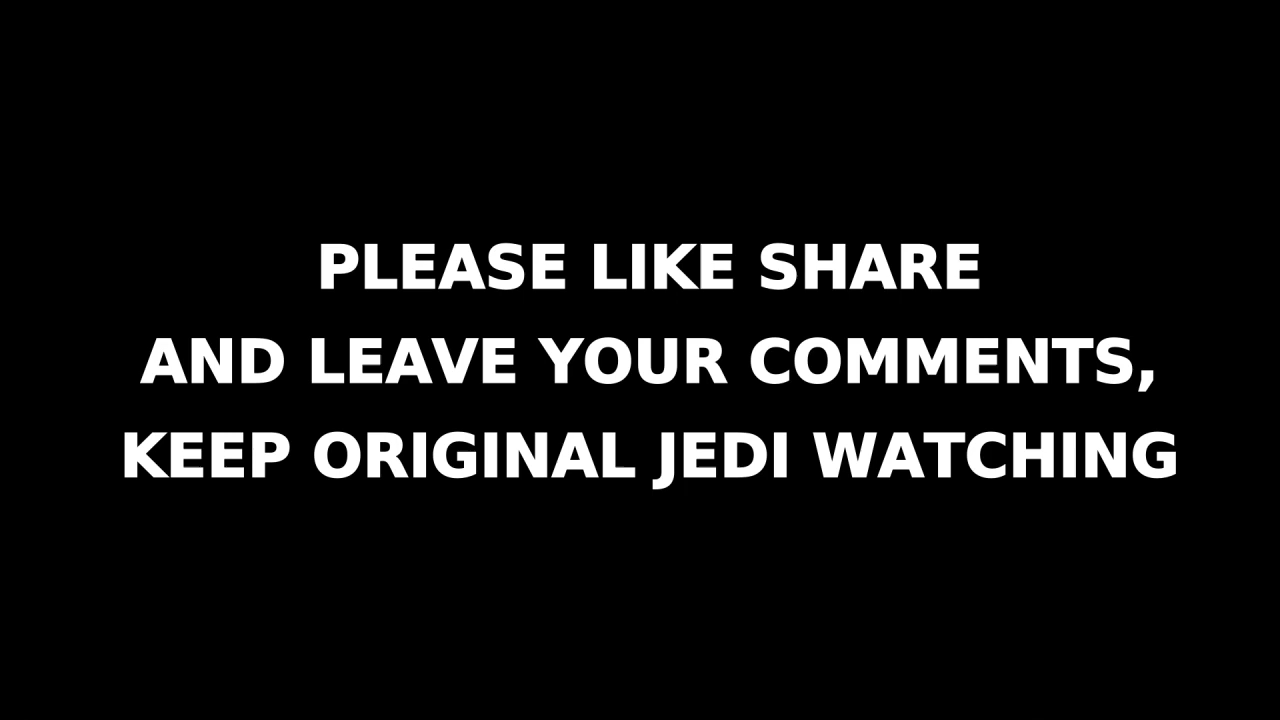 PLEASE LIKE SHARE
AND LEAVE YOUR COMMENTS,
KEEP ORIGINAL JEDI WATCHING